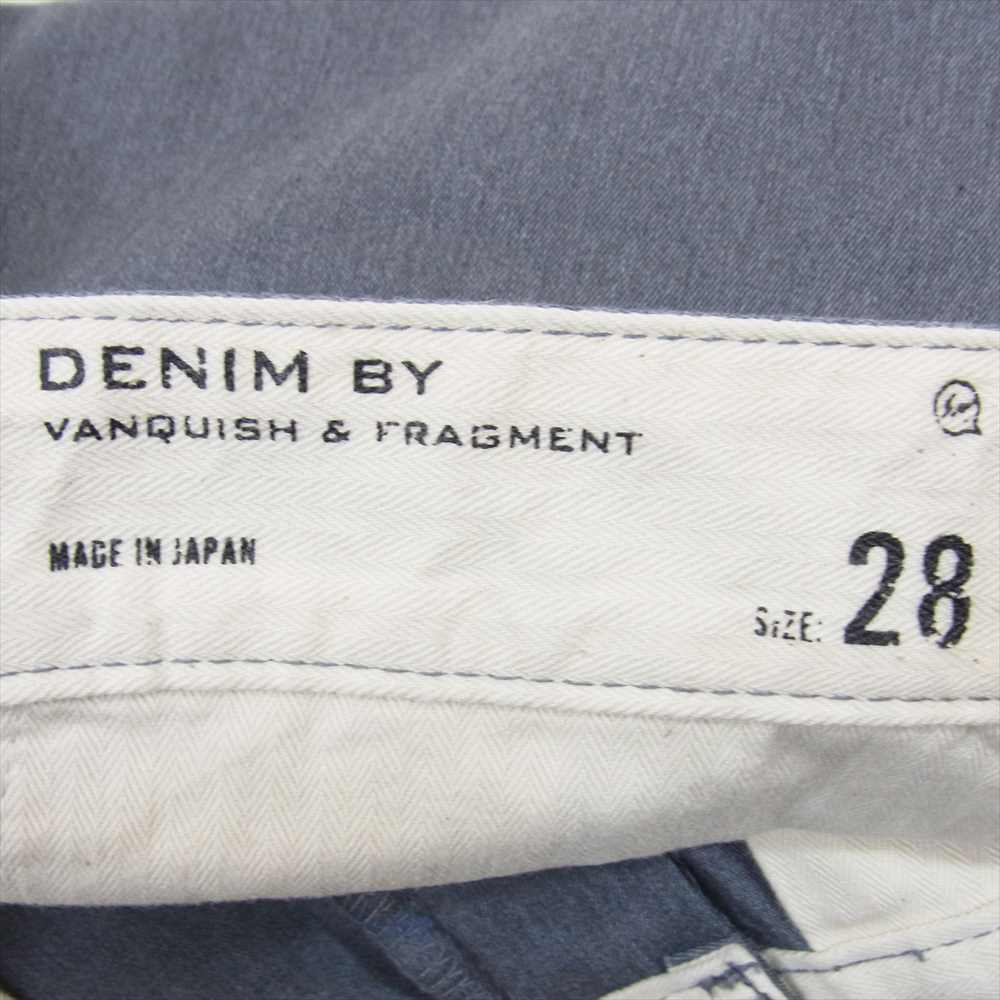 DENIM BY
VANQUISH & FRAGMENT
MADE IN JAPAN
SIZE: 28